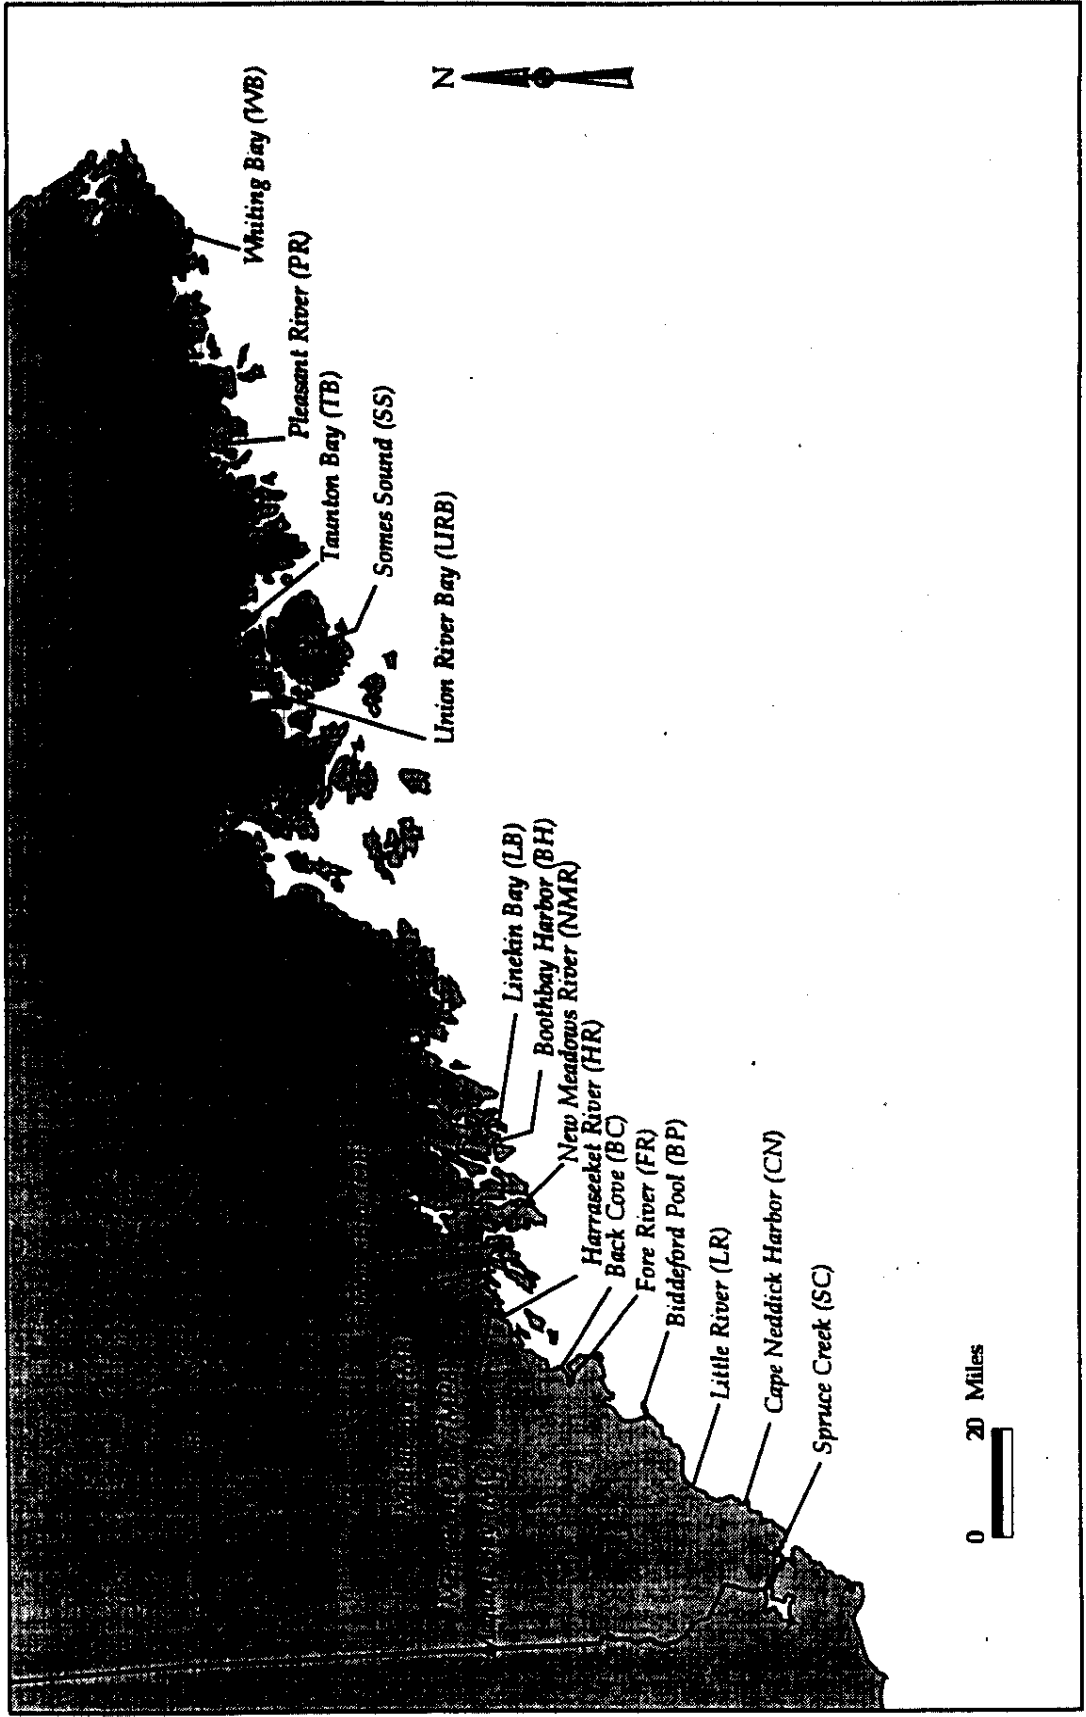 N
Whiting Bay (WB)
Pleasant River (PR)
Taunton Bay (TB)
Somes Sound (SS)
Union River Bay (URB)
Linekin Bay (LB)
Boothbay Harbor (BH)
New Meadows River (NMR)
Harraseeket River (HR)
Back Cove (BC)
Fore River (FR)
Biddeford Pool (BP)
Little River (LR)
Cape Neddick Harbor (CN)
Spruce Creek (SC)
0 20 Miles